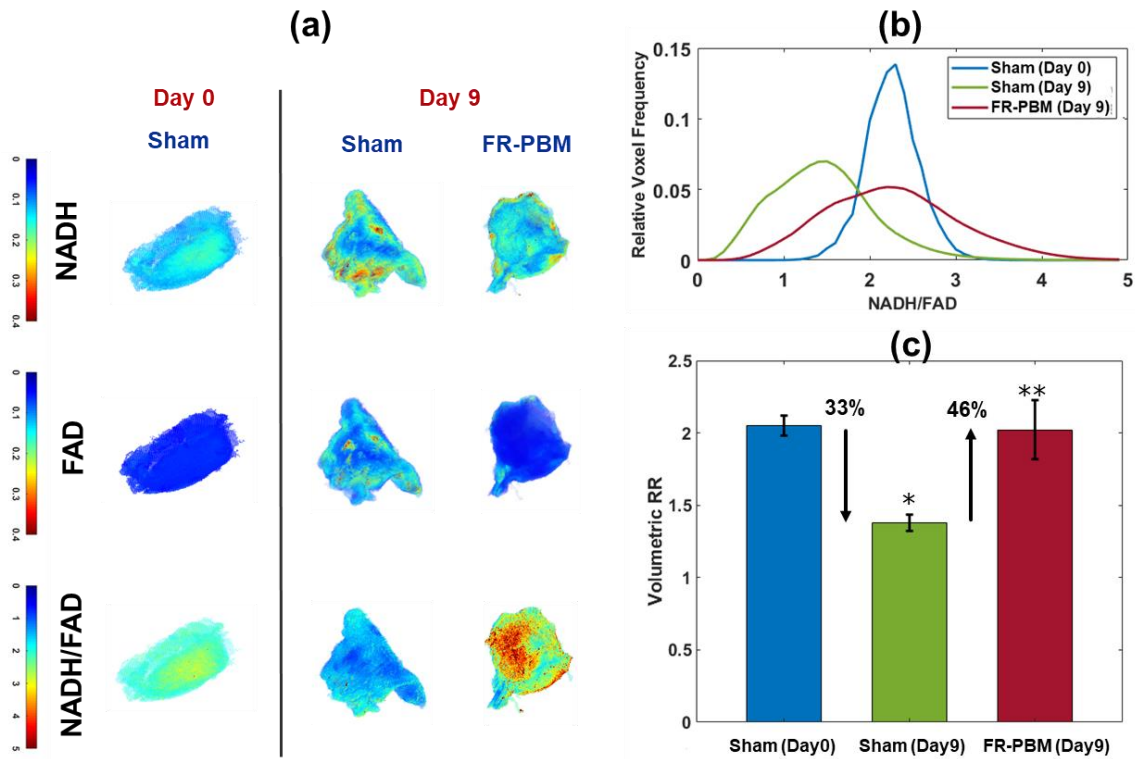 (a)
Day 0
Day 9
Sham
Sham
FR-PBM
NADH
0
0.1
0.2
0.3
0.4
FAD
0
0.1
0.2
0.3
0.4
NADH/FAD
0
1
2
3
4
5
(b)
Relative Voxel Frequency
0.15
0.1
0.05
0
Sham (Day 0)
Sham (Day 9)
FR-PBM (Day 9)
0
1
2
3
4
5
NADH/FAD
(c)
Volumetric RR
2.5
2
1.5
1
0.5
0
33%
46%
*
**
Sham (Day0)
Sham (Day9)
FR-PBM (Day9)